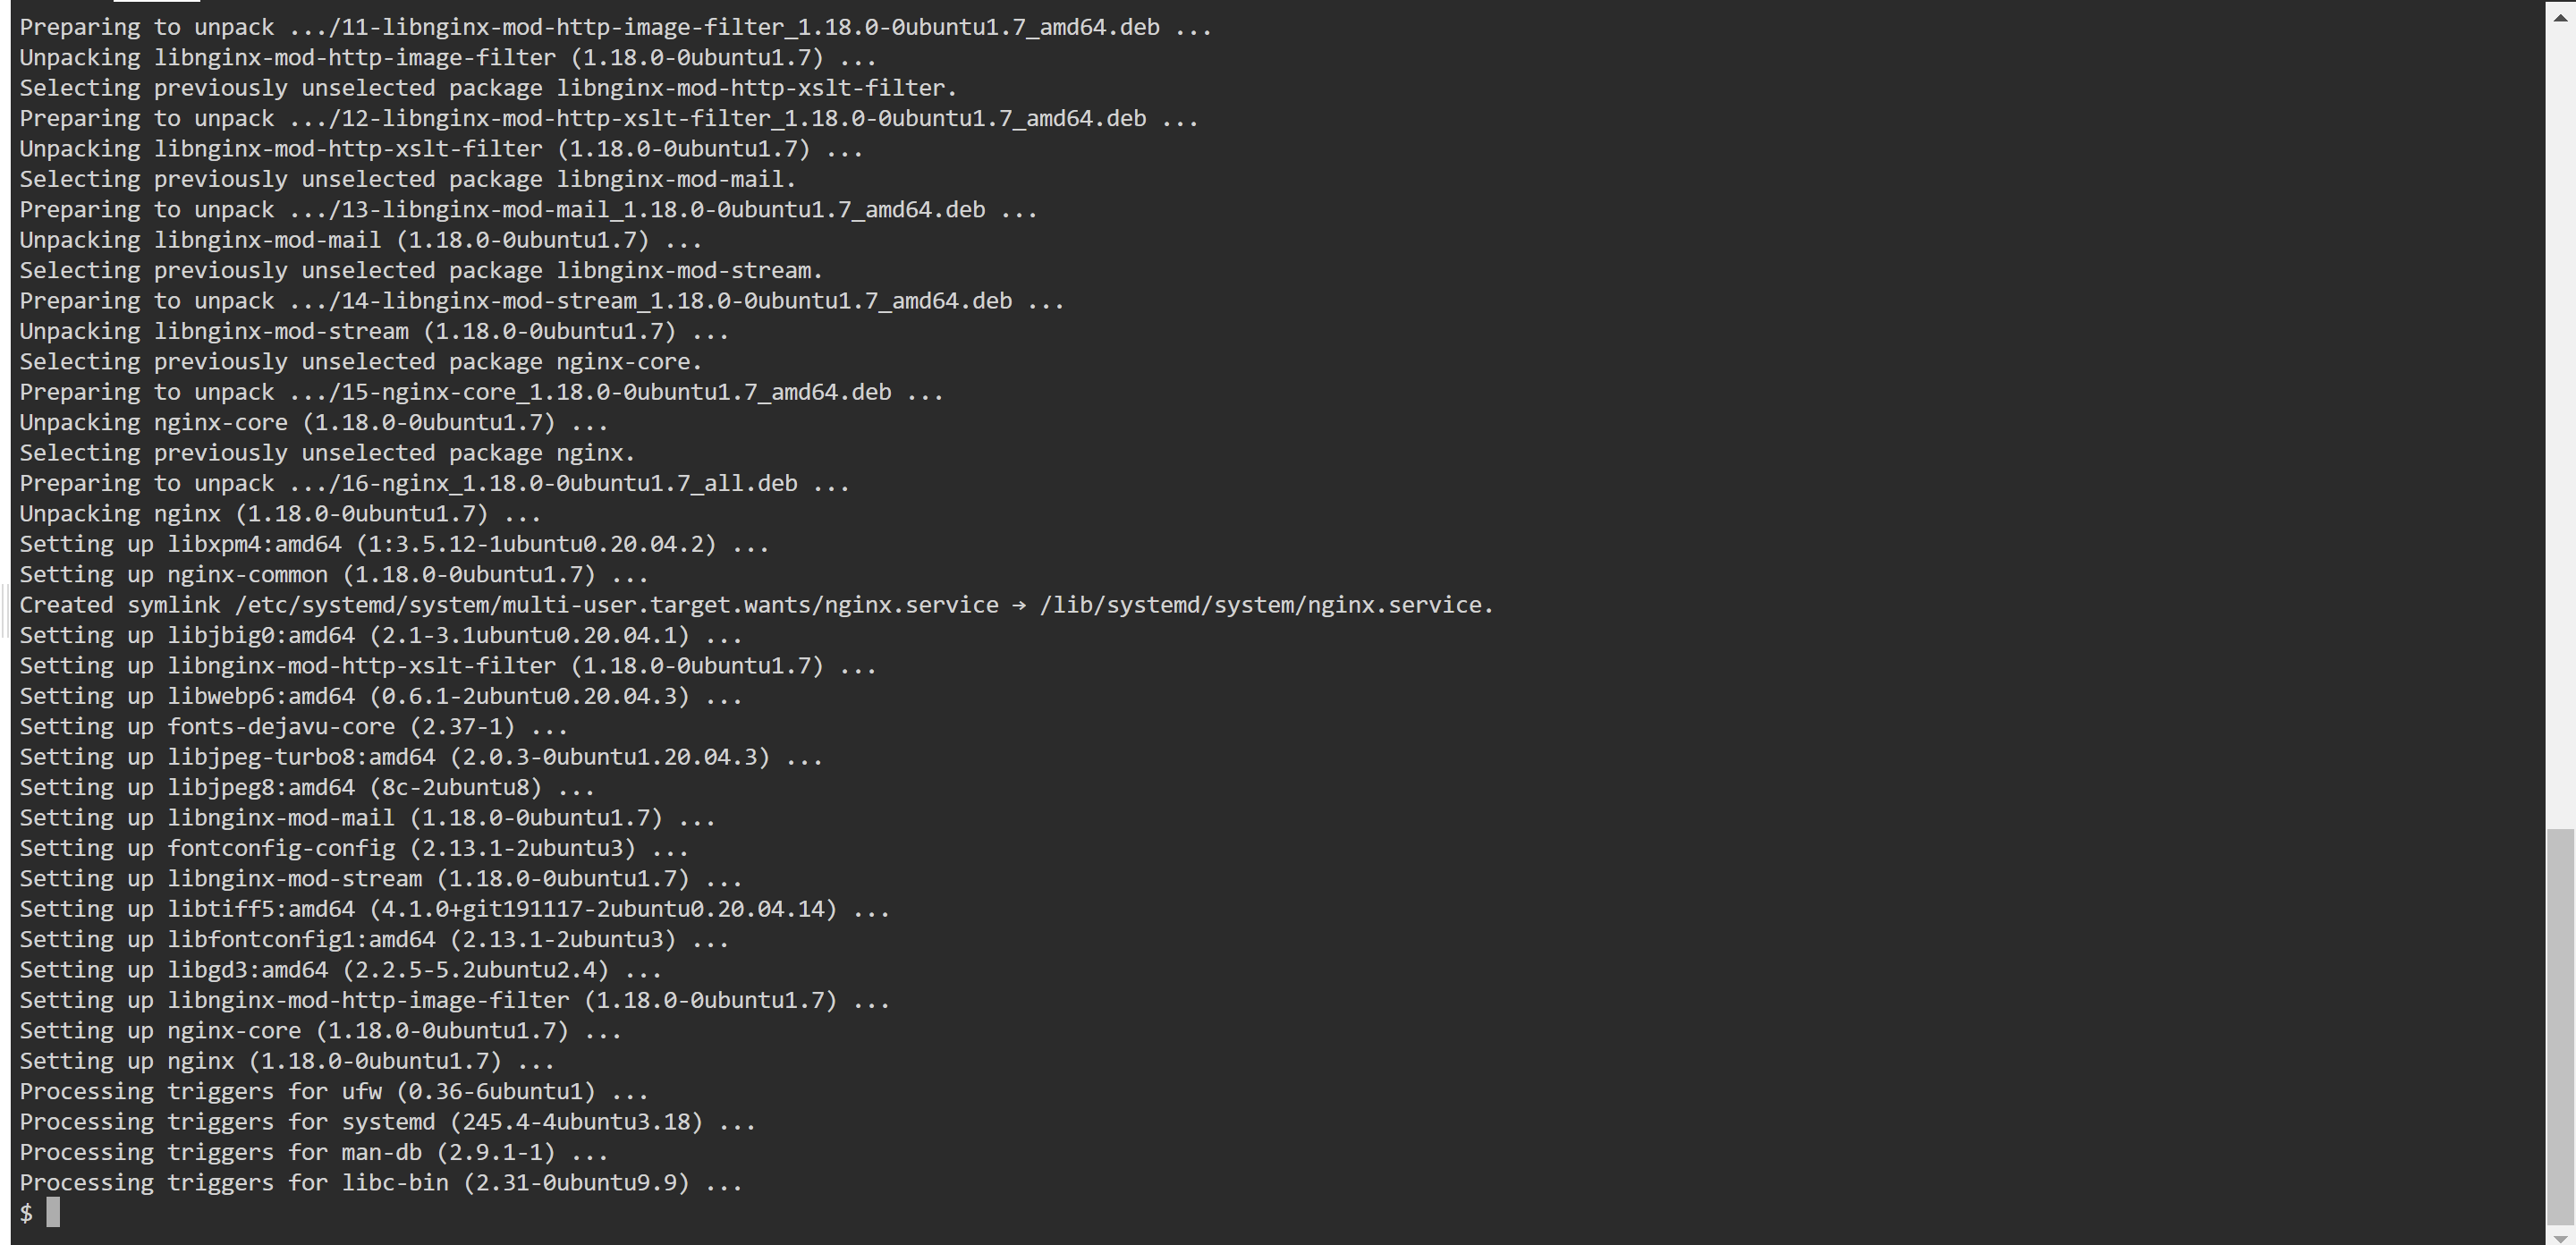 Preparing to unpack .../11-libnginx-mod-http-image-filter_1.18.0-0ubuntu1.7_amd64.deb ...
Unpacking libnginx-mod-http-image-filter (1.18.0-0ubuntu1.7) ...
Selecting previously unselected package libnginx-mod-http-xslt-filter.
Preparing to unpack .../12-libnginx-mod-http-xslt-filter_1.18.0-0ubuntu1.7_amd64.deb ...
Unpacking libnginx-mod-http-xslt-filter (1.18.0-0ubuntu1.7) ...
Selecting previously unselected package libnginx-mod-mail.
Preparing to unpack .../13-libnginx-mod-mail_1.18.0-0ubuntu1.7_amd64.deb ...
Unpacking libnginx-mod-mail (1.18.0-0ubuntu1.7) ...
Selecting previously unselected package libnginx-mod-stream.
Preparing to unpack .../14-libnginx-mod-stream_1.18.0-0ubuntu1.7_amd64.deb ...
Unpacking libnginx-mod-stream (1.18.0-0ubuntu1.7) ...
Selecting previously unselected package nginx-core.
Preparing to unpack .../15-nginx-core_1.18.0-0ubuntu1.7_amd64.deb ...
Unpacking nginx-core (1.18.0-0ubuntu1.7) ...
Selecting previously unselected package nginx.
Preparing to unpack .../16-nginx_1.18.0-0ubuntu1.7_all.deb ...
Unpacking nginx (1.18.0-0ubuntu1.7) ...
Setting up libxpm4:amd64 (1:3.5.12-1ubuntu0.20.04.2) ...
Setting up nginx-common (1.18.0-0ubuntu1.7) ...
Created symlink /etc/systemd/system/multi-user.target.wants/nginx.service → /lib/systemd/system/nginx.service.
Setting up libjbig0:amd64 (2.1-3.1ubuntu0.20.04.1) ...
Setting up libnginx-mod-http-xslt-filter (1.18.0-0ubuntu1.7) ...
Setting up libwebp6:amd64 (0.6.1-2ubuntu0.20.04.3) ...
Setting up fonts-dejavu-core (2.37-1) ...
Setting up libjpeg-turbo8:amd64 (2.0.3-0ubuntu1.20.04.3) ...
Setting up libjpeg8:amd64 (8c-2ubuntu8) ...
Setting up libnginx-mod-mail (1.18.0-0ubuntu1.7) ...
Setting up fontconfig-config (2.13.1-2ubuntu3) ...
Setting up libnginx-mod-stream (1.18.0-0ubuntu1.7) ...
Setting up libtiff5:amd64 (4.1.0+git191117-2ubuntu0.20.04.14) ...
Setting up libfontconfig1:amd64 (2.13.1-2ubuntu3) ...
Setting up libgd3:amd64 (2.2.5-5.2ubuntu2.4) ...
Setting up libnginx-mod-http-image-filter (1.18.0-0ubuntu1.7) ...
Setting up nginx-core (1.18.0-0ubuntu1.7) ...
Setting up nginx (1.18.0-0ubuntu1.7) ...
Processing triggers for ufw (0.36-6ubuntu1) ...
Processing triggers for systemd (245.4-4ubuntu3.18) ...
Processing triggers for man-db (2.9.1-1) ...
Processing triggers for libc-bin (2.31-0ubuntu9.9) ...
$